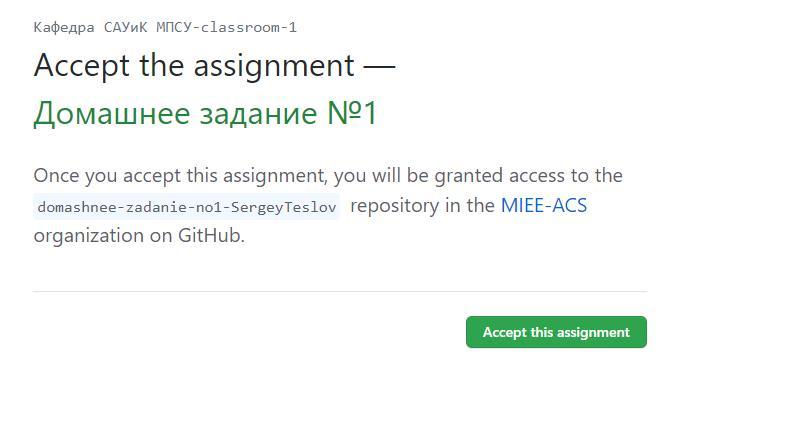 Кафедра САУиК МПСУ-classroom-1
Accept the assignment —
Домашнее задание №1
Once you accept this assignment, you will be granted access to the
domashnee-zadanie-no1-SergeyTeslov repository in the MIEE-ACS
organization on GitHub.
Accept this assignment